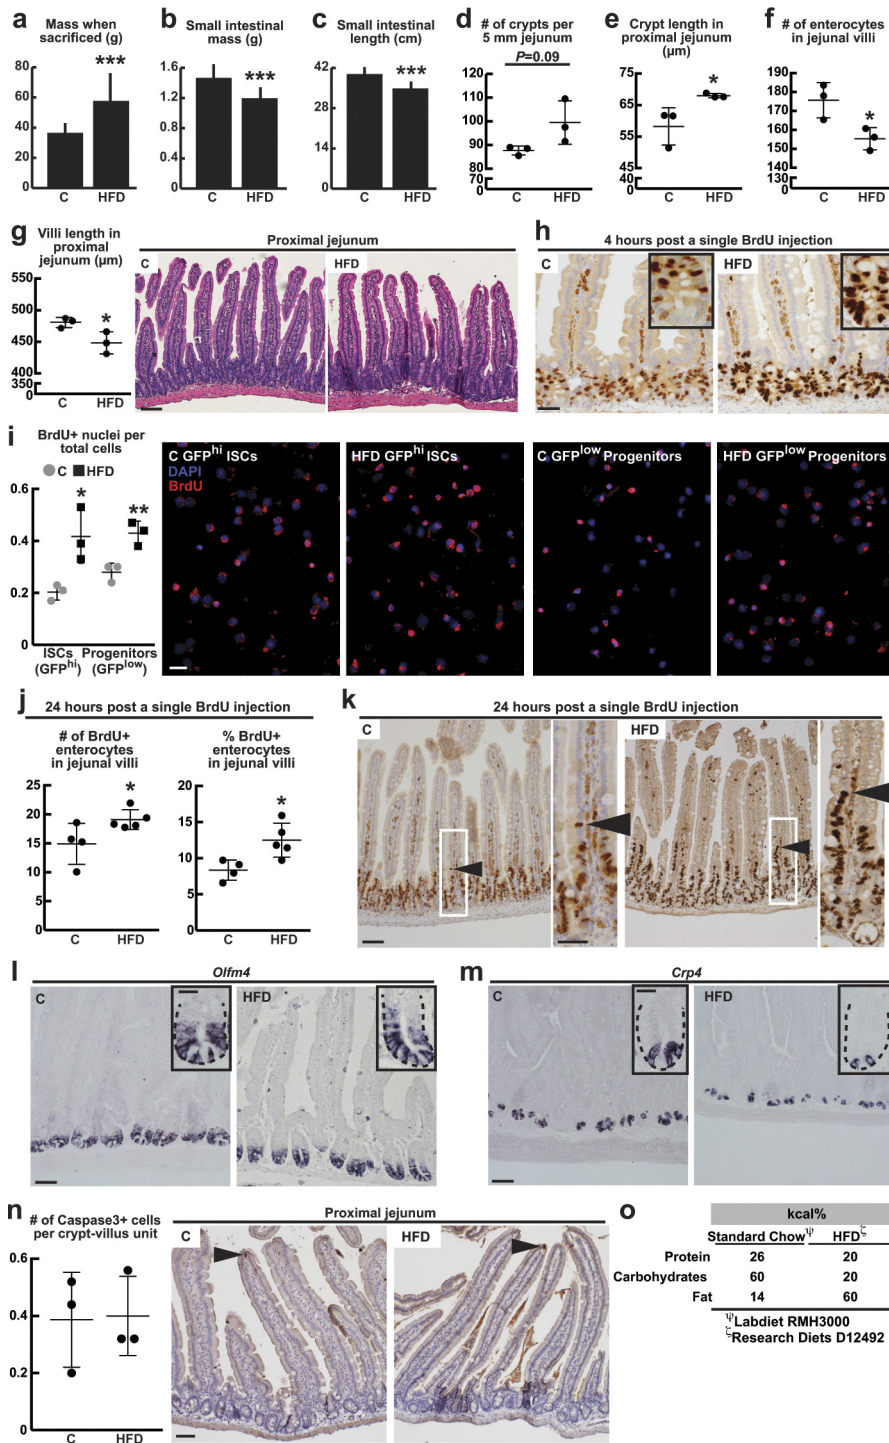 a
Mass when
sacrificed (g)
80
60
40
20
0
***
C
HFD
b
Small intestinal
mass (g)
1.6
1.2
0.8
0.4
0
***
C
HFD
c
Small intestinal
length (cm)
42
28
14
0
***
C
HFD
d
# of crypts per
5 mm jejunum
P=0.09
120
110
100
90
80
0
C
HFD
e
Crypt length in
proximal jejunum
(µm)
75
65
55
45
0
*
C
HFD
f
# of enterocytes
in jejunal villi
190
180
170
160
150
140
100
0
*
C
HFD
g
Villi length in
proximal
jejunum (µm)
550
500
450
400
350
0
*
C
HFD
Proximal jejunum
C
HFD
h
4 hours post a single BrdU injection
C
HFD
i
BrdU+ nuclei per
total cells
C
HFD
0.6
0.4
0.2
0
*
**
ISCs
(GFPhi)
Progenitors
(GFPlow)
C GFPhi ISCs
DAPI
BrdU
HFD GFPhi ISCs
C GFPlow Progenitors
HFD GFPlow Progenitors
j
24 hours post a single BrdU injection
# of BrdU+
enterocytes
in jejunal villi
25
20
15
10
5
0
*
C
HFD
% BrdU+
enterocytes
in jejunal villi
20
15
10
5
0
*
C
HFD
k
24 hours post a single BrdU injection
C
HFD
l
Olfm4
C
HFD
m
Crp4
C
HFD
n
# of Caspase3+ cells
per crypt-villus unit
0.6
0.4
0.2
0
C
HFD
Proximal jejunum
C
HFD
o
kcal%
Standard Chowψ HFDζ
Protein 26 20
Carbohydrates 60 20
Fat 14 60
ψLabdiet RMH3000
ζResearch Diets D12492